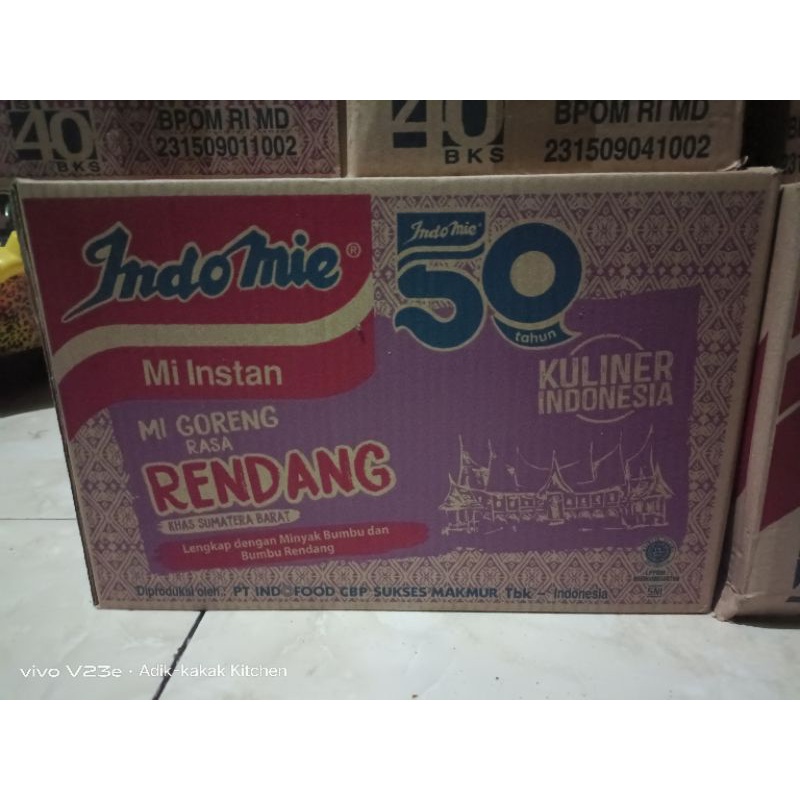 40
BKS
BPOM RI MD
231509011002
40
BKS
BPOM RI MD
231509041002
Indomie®
Indomie
50
tahun
Mi Instan
KULINER
INDONESIA
MI GORENG
RASA
RENDANG
KHAS SUMATERA BARAT
Lengkap dengan Minyak Bumbu dan
Bumbu Rendang
Diproduksi oleh : PT INDOFOOD CBP SUKSES MAKMUR Tbk - Indonesia
SNI
vivo V23e · Adik-kakak Kitchen